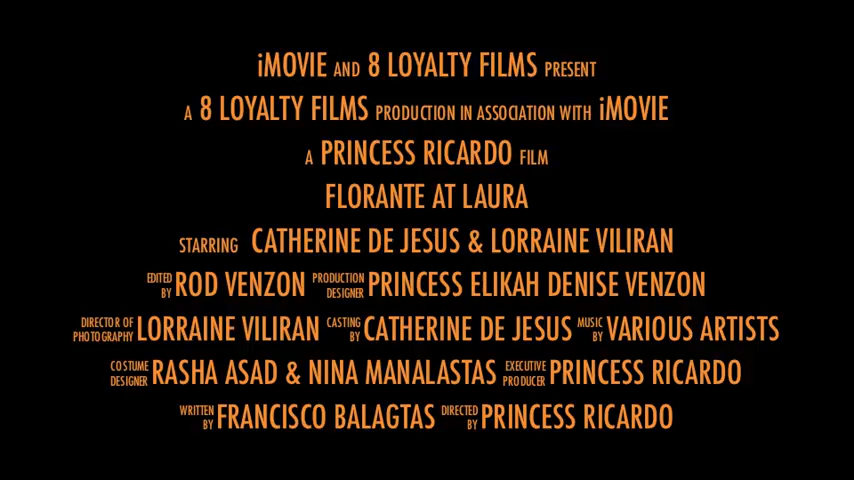 iMOVIE AND 8 LOYALTY FILMS PRESENT
A 8 LOYALTY FILMS PRODUCTION IN ASSOCIATION WITH iMOVIE
A PRINCESS RICARDO FILM
FLORANTE AT LAURA
STARRING CATHERINE DE JESUS & LORRAINE VILIRAN
EDITED BY ROD VENZON PRODUCTION DESIGNER PRINCESS ELIKAH DENISE VENZON
DIRECTOR OF PHOTOGRAPHY LORRAINE VILIRAN CASTING BY CATHERINE DE JESUS MUSIC BY VARIOUS ARTISTS
COSTUME DESIGNER RASHA ASAD & NINA MANALASTAS EXECUTIVE PRODUCER PRINCESS RICARDO
WRITTEN BY FRANCISCO BALAGTAS DIRECTED BY PRINCESS RICARDO